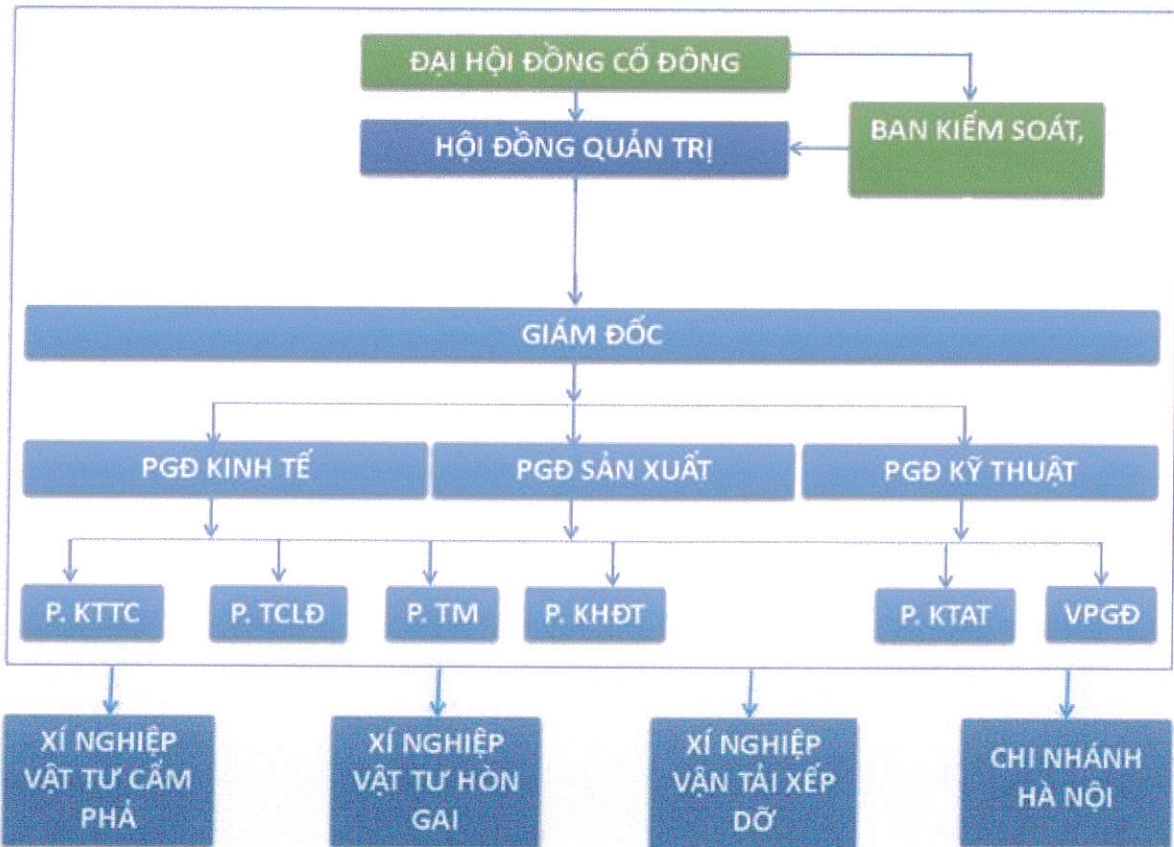 ĐẠI HỘI ĐỒNG CỔ ĐÔNG
BAN KIỂM SOÁT,
HỘI ĐỒNG QUẢN TRỊ
GIÁM ĐỐC
PGĐ KINH TẾ
PGĐ SẢN XUẤT
PGĐ KỸ THUẬT
P. KTTC
P. TCLĐ
P. TM
P. KHĐT
P. KTAT
VPGĐ
XÍ NGHIỆP
VẬT TƯ CẨM
PHẢ
XÍ NGHIỆP
VẬT TƯ HÒN
GAI
XÍ NGHIỆP
VẬN TẢI XẾP
DỠ
CHI NHÁNH
HÀ NỘI